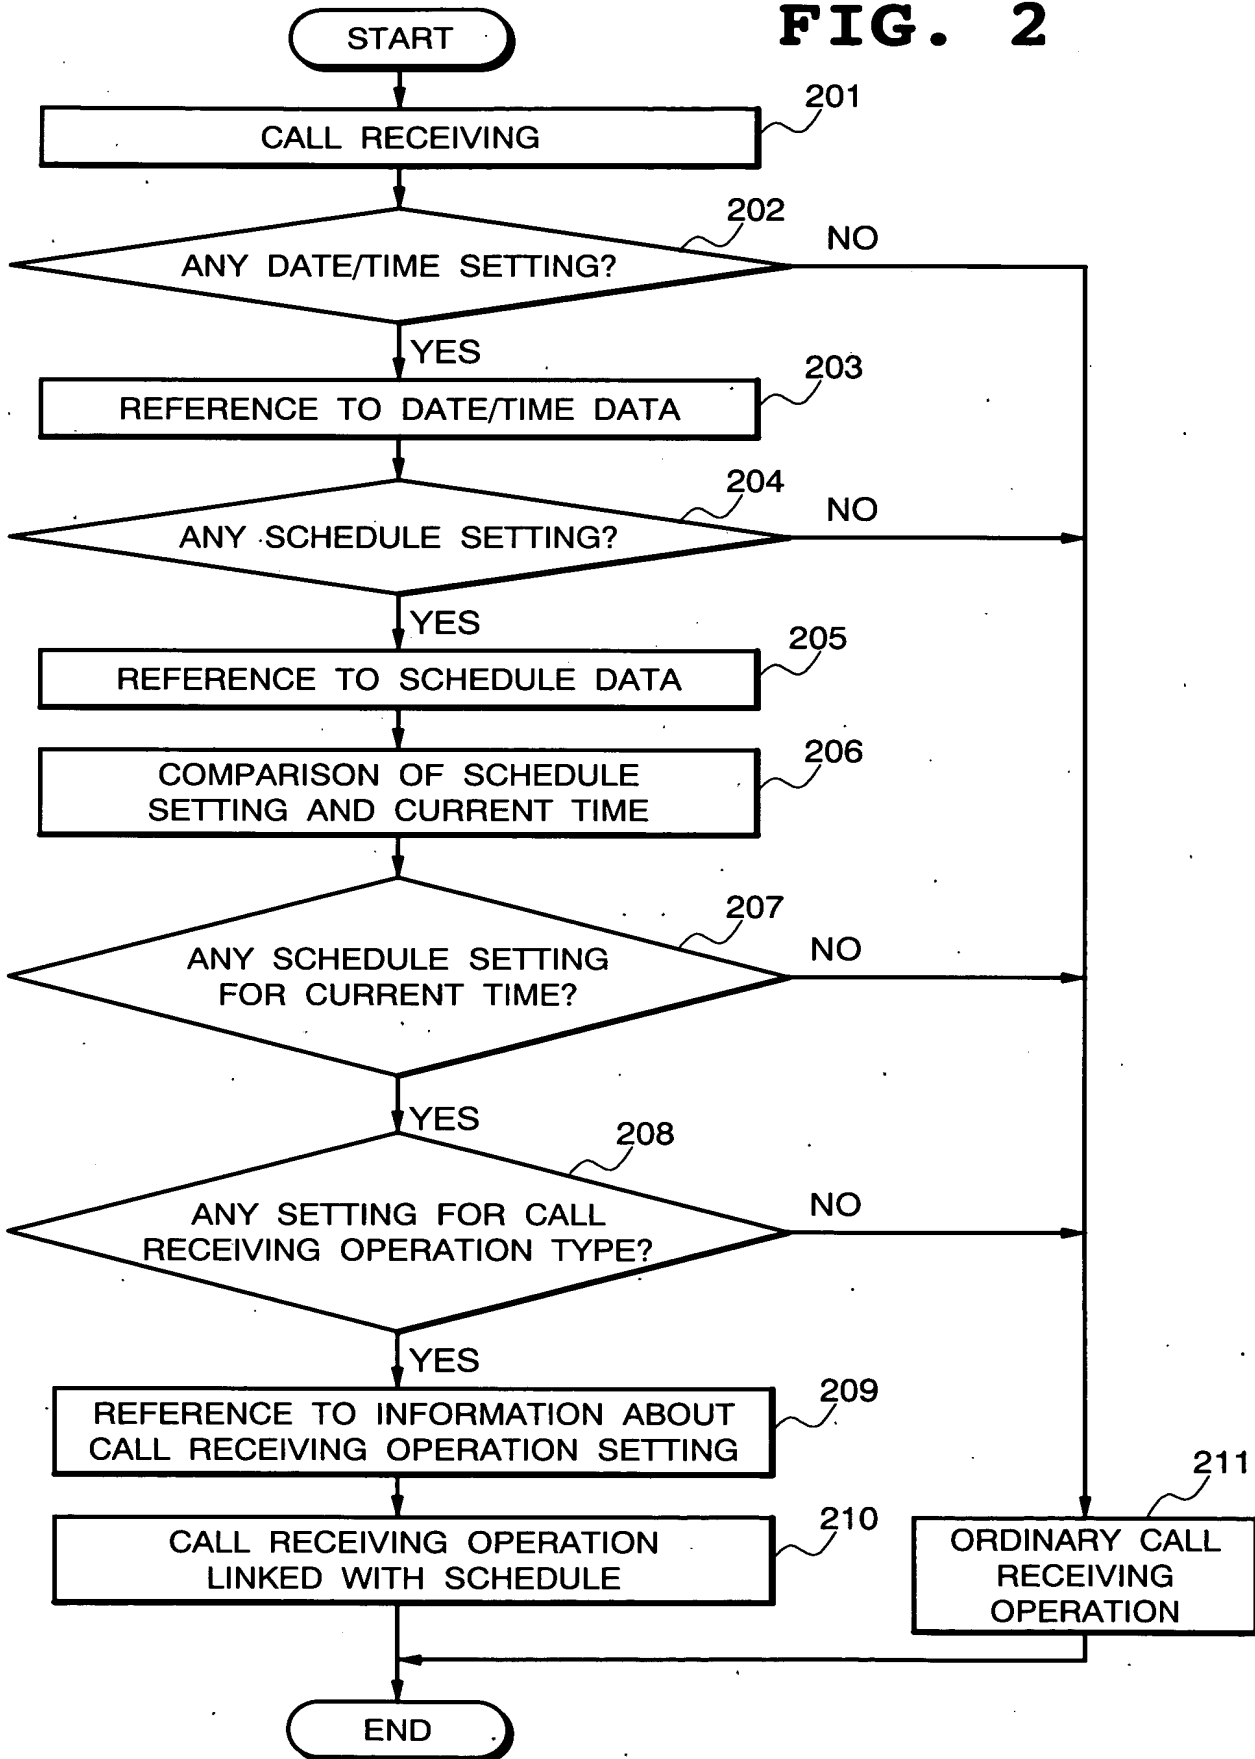 FIG. 2
START
201
CALL RECEIVING
202
ANY DATE/TIME SETTING?
NO
YES
203
REFERENCE TO DATE/TIME DATA
204
ANY SCHEDULE SETTING?
NO
YES
205
REFERENCE TO SCHEDULE DATA
206
COMPARISON OF SCHEDULE
SETTING AND CURRENT TIME
207
ANY SCHEDULE SETTING
FOR CURRENT TIME?
NO
YES
208
ANY SETTING FOR CALL
RECEIVING OPERATION TYPE?
NO
YES
209
REFERENCE TO INFORMATION ABOUT
CALL RECEIVING OPERATION SETTING
210
CALL RECEIVING OPERATION
LINKED WITH SCHEDULE
211
ORDINARY CALL
RECEIVING
OPERATION
END